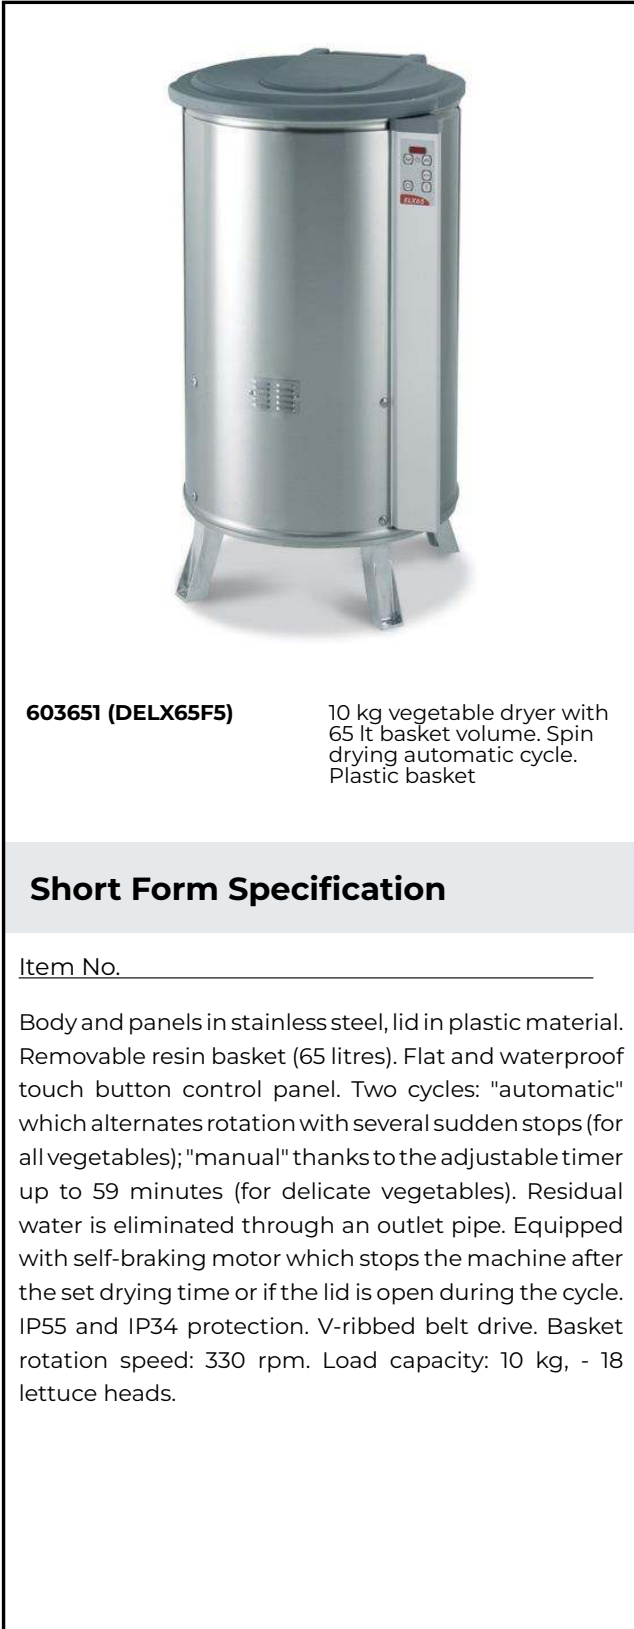 ELX65
603651 (DELX65F5)
10 kg vegetable dryer with
65 lt basket volume. Spin
drying automatic cycle.
Plastic basket
Short Form Specification
Item No.
Body and panels in stainless steel, lid in plastic material.
Removable resin basket (65 litres). Flat and waterproof
touch button control panel. Two cycles: "automatic"
which alternates rotation with several sudden stops (for
all vegetables); "manual" thanks to the adjustable timer
up to 59 minutes (for delicate vegetables). Residual
water is eliminated through an outlet pipe. Equipped
with self-braking motor which stops the machine after
the set drying time or if the lid is open during the cycle.
IP55 and IP34 protection. V-ribbed belt drive. Basket
rotation speed: 330 rpm. Load capacity: 10 kg, - 18
lettuce heads.